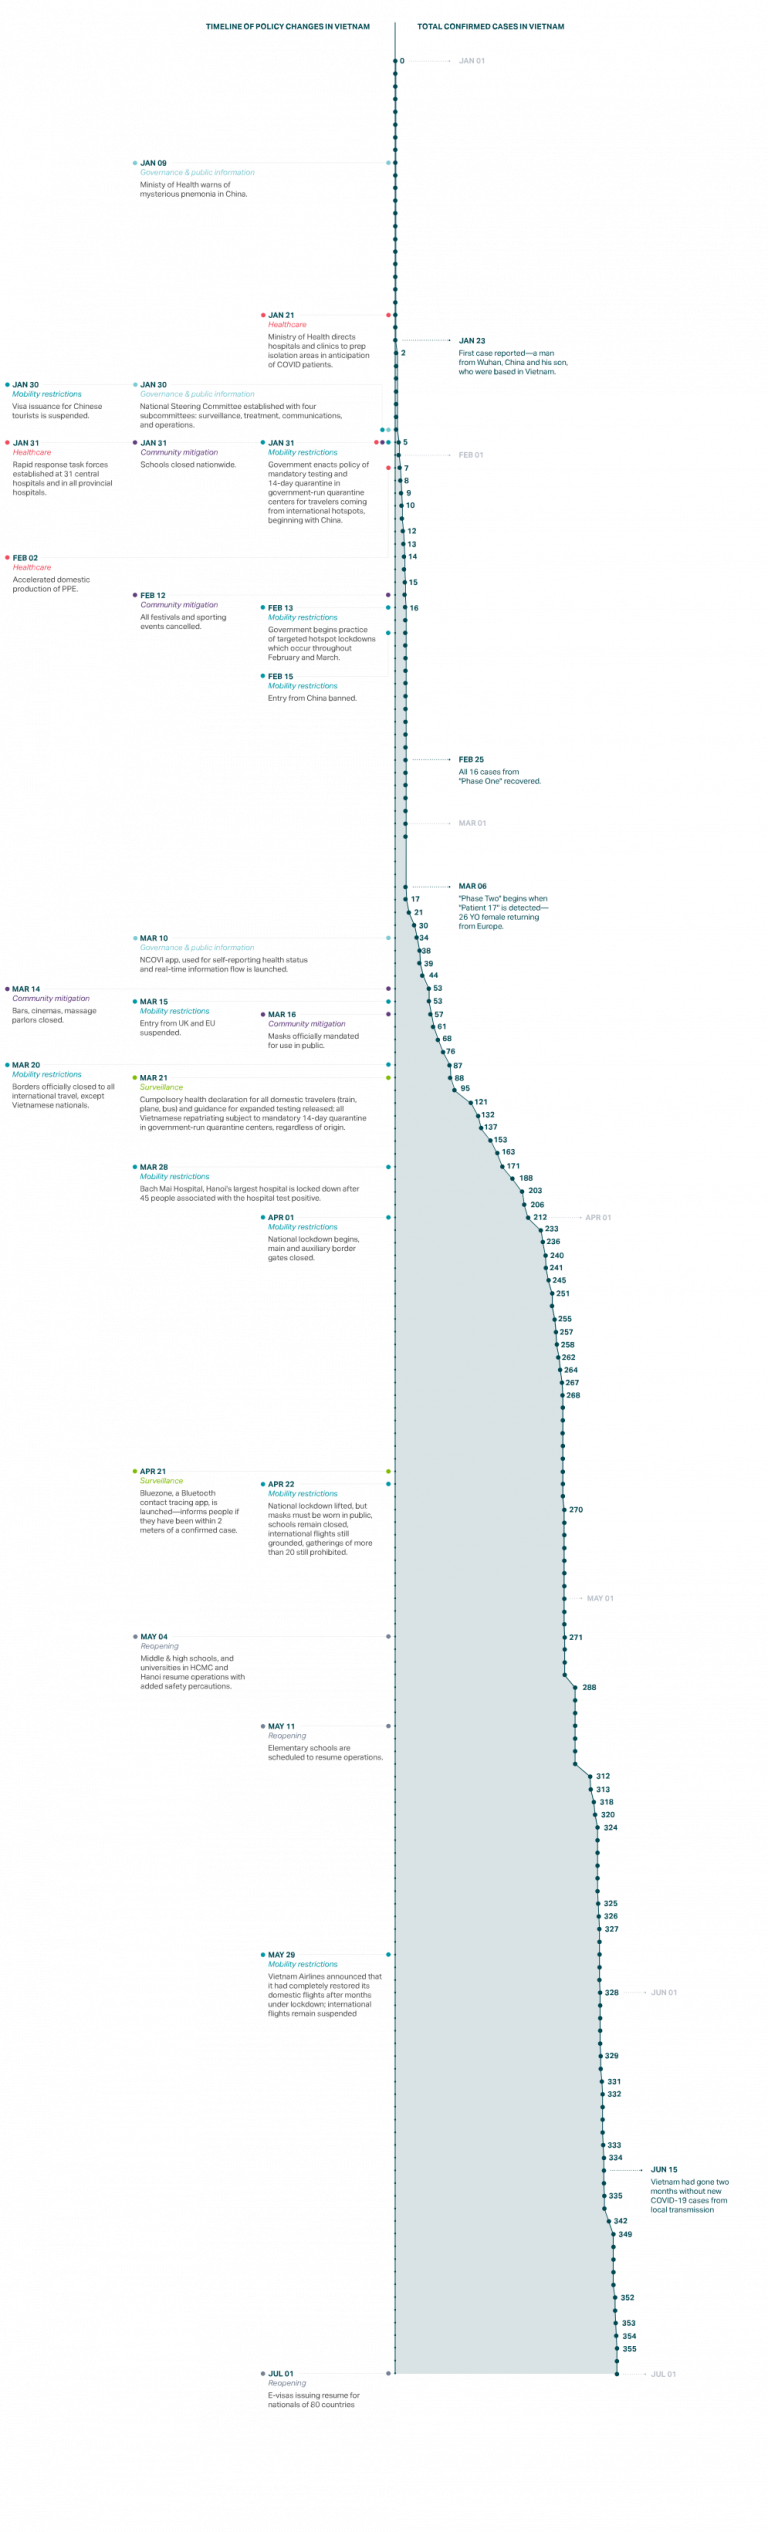 TIMELINE OF POLICY CHANGES IN VIETNAM
TOTAL CONFIRMED CASES IN VIETNAM
0
JAN 01
JAN 09
Governance & public information
Ministy of Health warns of
mysterious pnemonia in China.
JAN 21
Healthcare
Ministry of Health directs
hospitals and clinics to prep
isolation areas in anticipation
of COVID patients.
JAN 23
First case reported—a man
from Wuhan, China and his son,
who were based in Vietnam.
2
JAN 30
Mobility restrictions
Visa issuance for Chinese
tourists is suspended.
JAN 30
Governance & public information
National Steering Committee established with four
subcommittees: surveillance, treatment, communications,
and operations.
JAN 31
Healthcare
Rapid response task forces
established at 31 central
hospitals and in all provincial
hospitals.
JAN 31
Community mitigation
Schools closed nationwide.
JAN 31
Mobility restrictions
Government enacts policy of
mandatory testing and
14-day quarantine in
government-run quarantine
centers for travelers coming
from international hotspots,
beginning with China.
5
FEB 01
7
8
9
10
12
13
14
FEB 02
Healthcare
Accelerated domestic
production of PPE.
15
FEB 12
Community mitigation
All festivals and sporting
events cancelled.
FEB 13
Mobility restrictions
Government begins practice
of targeted hotspot lockdowns
which occur throughout
February and March.
16
FEB 15
Mobility restrictions
Entry from China banned.
FEB 25
All 16 cases from
"Phase One" recovered.
MAR 01
MAR 06
"Phase Two" begins when
"Patient 17" is detected—
26 YO female returning
from Europe.
17
21
30
34
38
39
44
MAR 10
Governance & public information
NCOVI app, used for self-reporting health status
and real-time information flow is launched.
MAR 14
Community mitigation
Bars, cinemas, massage
parlors closed.
53
MAR 15
Mobility restrictions
Entry from UK and EU
suspended.
53
MAR 16
Community mitigation
Masks officially mandated
for use in public.
57
61
68
76
MAR 20
Mobility restrictions
Borders officially closed to all
international travel, except
Vietnamese nationals.
87
MAR 21
Surveillance
Cumpolsory health declaration for all domestic travelers (train,
plane, bus) and guidance for expanded testing released; all
Vietnamese repatriating subject to mandatory 14-day quarantine
in government-run quarantine centers, regardless of origin.
88
95
121
132
137
153
163
MAR 28
Mobility restrictions
Bach Mai Hospital, Hanoi's largest hospital is locked down after
45 people associated with the hospital test positive.
171
188
203
206
APR 01
Mobility restrictions
National lockdown begins,
main and auxiliary border
gates closed.
212
APR 01
233
236
240
241
245
251
255
257
258
262
264
267
268
APR 21
Surveillance
Bluezone, a Bluetooth
contact tracing app, is
launched—informs people if
they have been within 2
meters of a confirmed case.
APR 22
Mobility restrictions
National lockdown lifted, but
masks must be worn in public,
schools remain closed,
international flights still
grounded, gatherings of more
than 20 still prohibited.
270
MAY 01
MAY 04
Reopening
Middle & high schools, and
universities in HCMC and
Hanoi resume operations with
added safety percautions.
271
288
MAY 11
Reopening
Elementary schools are
scheduled to resume operations.
312
313
318
320
324
325
326
327
MAY 29
Mobility restrictions
Vietnam Airlines announced that
it had completely restored its
domestic flights after months
under lockdown; international
flights remain suspended
328
JUN 01
329
331
332
333
334
JUN 15
Vietnam had gone two
months without new
COVID-19 cases from
local transmission
335
342
349
352
353
354
355
JUL 01
Reopening
E-visas issuing resume for
nationals of 80 countries
JUL 01